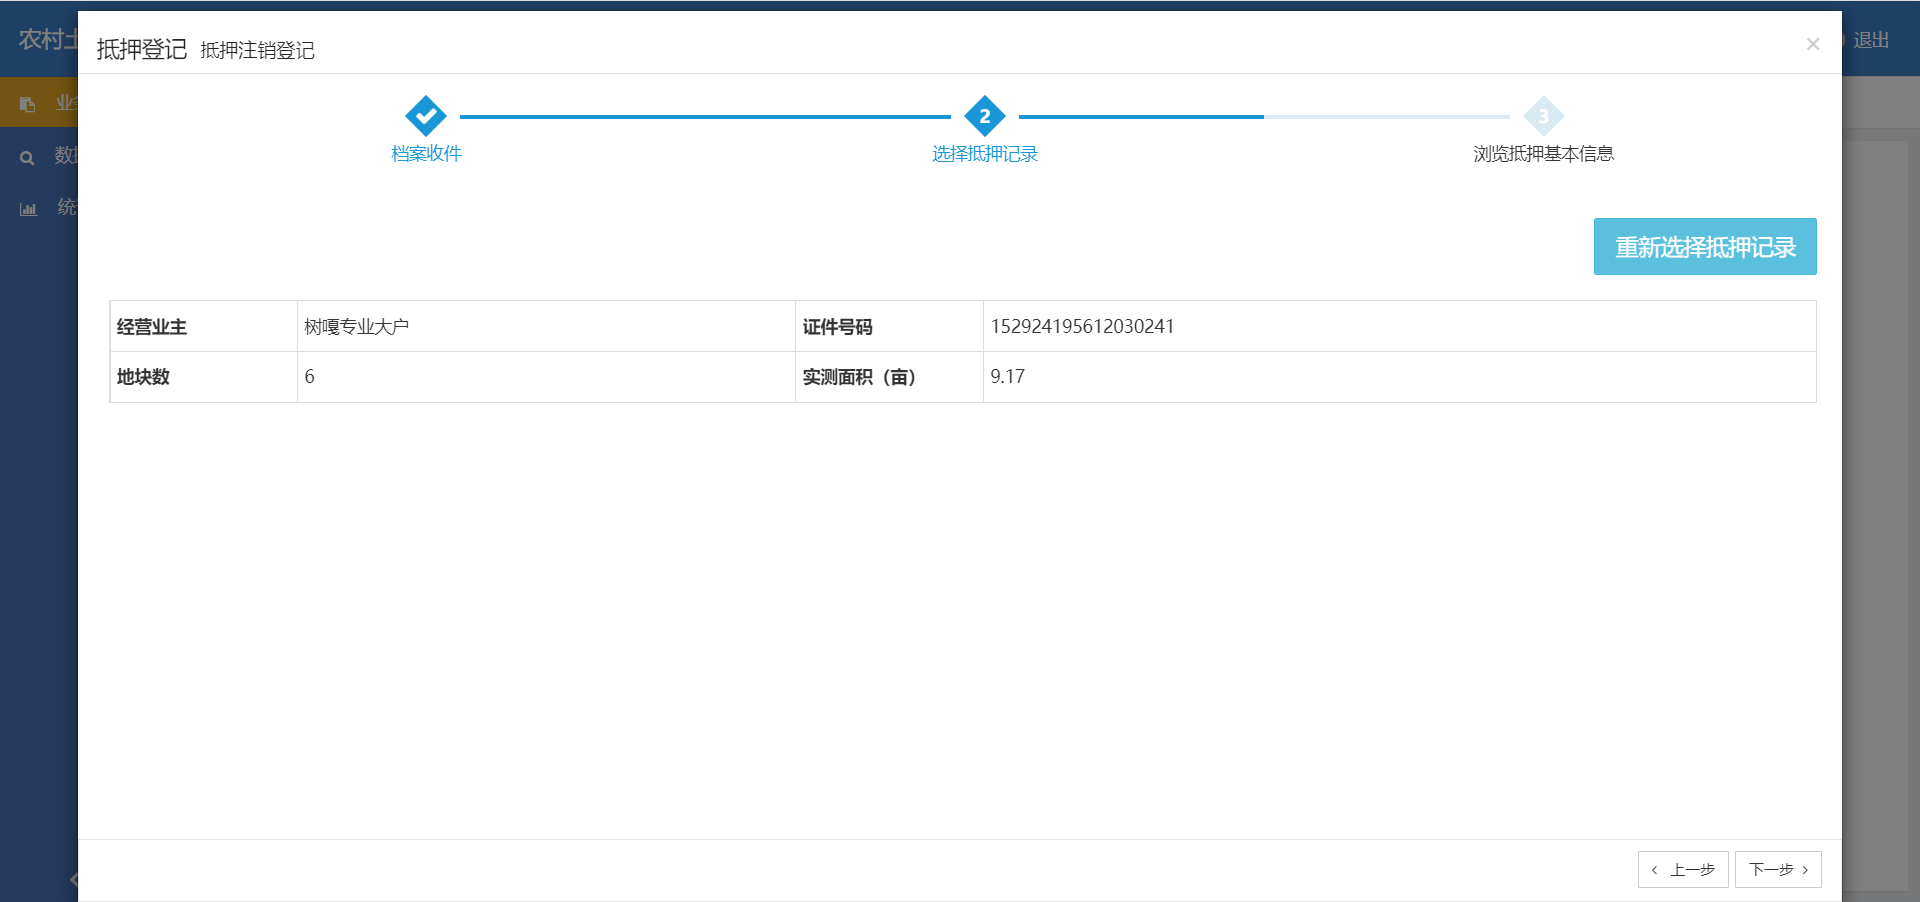 农村土
退出
抵押登记 抵押注销登记
×
业
数
统
2
3
档案收件
选择抵押记录
浏览抵押基本信息
重新选择抵押记录
经营业主 树嘎专业大户 证件号码 152924195612030241
地块数 6 实测面积（亩） 9.17
上一步
下一步